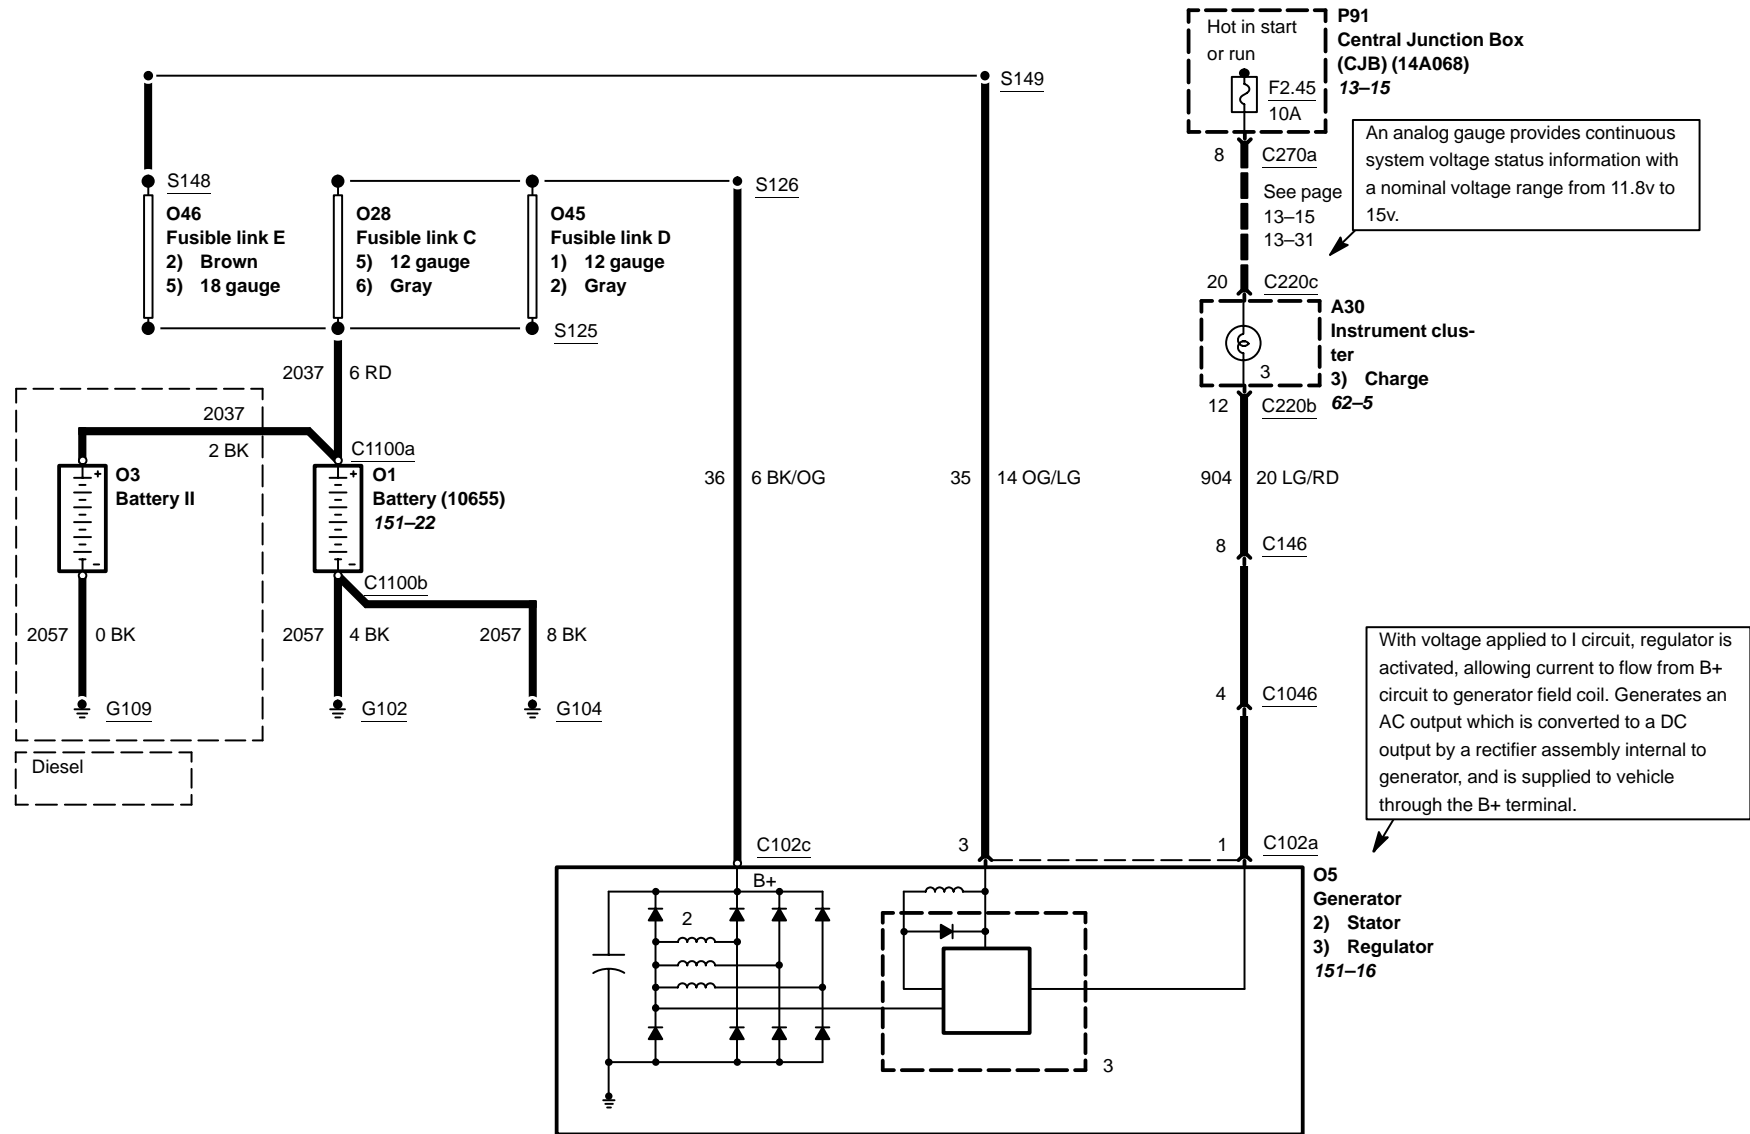 Hot in start
or run
F2.45
10A
P91
Central Junction Box
(CJB) (14A068)
13–15
S149
8
C270a
See page
13–15
13–31
An analog gauge provides continuous
system voltage status information with
a nominal voltage range from 11.8v to
15v.
S148
O46
Fusible link E
2) Brown
5) 18 gauge
O28
Fusible link C
5) 12 gauge
6) Gray
O45
Fusible link D
1) 12 gauge
2) Gray
S126
S125
20
C220c
A30
Instrument clus-
ter
3) Charge
62–5
3
12
C220b
2037
6 RD
2037
2 BK
C1100a
O3
Battery II
+
-
O1
Battery (10655)
151–22
+
-
C1100b
36
6 BK/OG
35
14 OG/LG
904
20 LG/RD
8
C146
2057
0 BK
2057
4 BK
2057
8 BK
G109
G102
G104
4
C1046
Diesel
With voltage applied to I circuit, regulator is
activated, allowing current to flow from B+
circuit to generator field coil. Generates an
AC output which is converted to a DC
output by a rectifier assembly internal to
generator, and is supplied to vehicle
through the B+ terminal.
C102c
3
1
C102a
B+
2
O5
Generator
2) Stator
3) Regulator
151–16
3